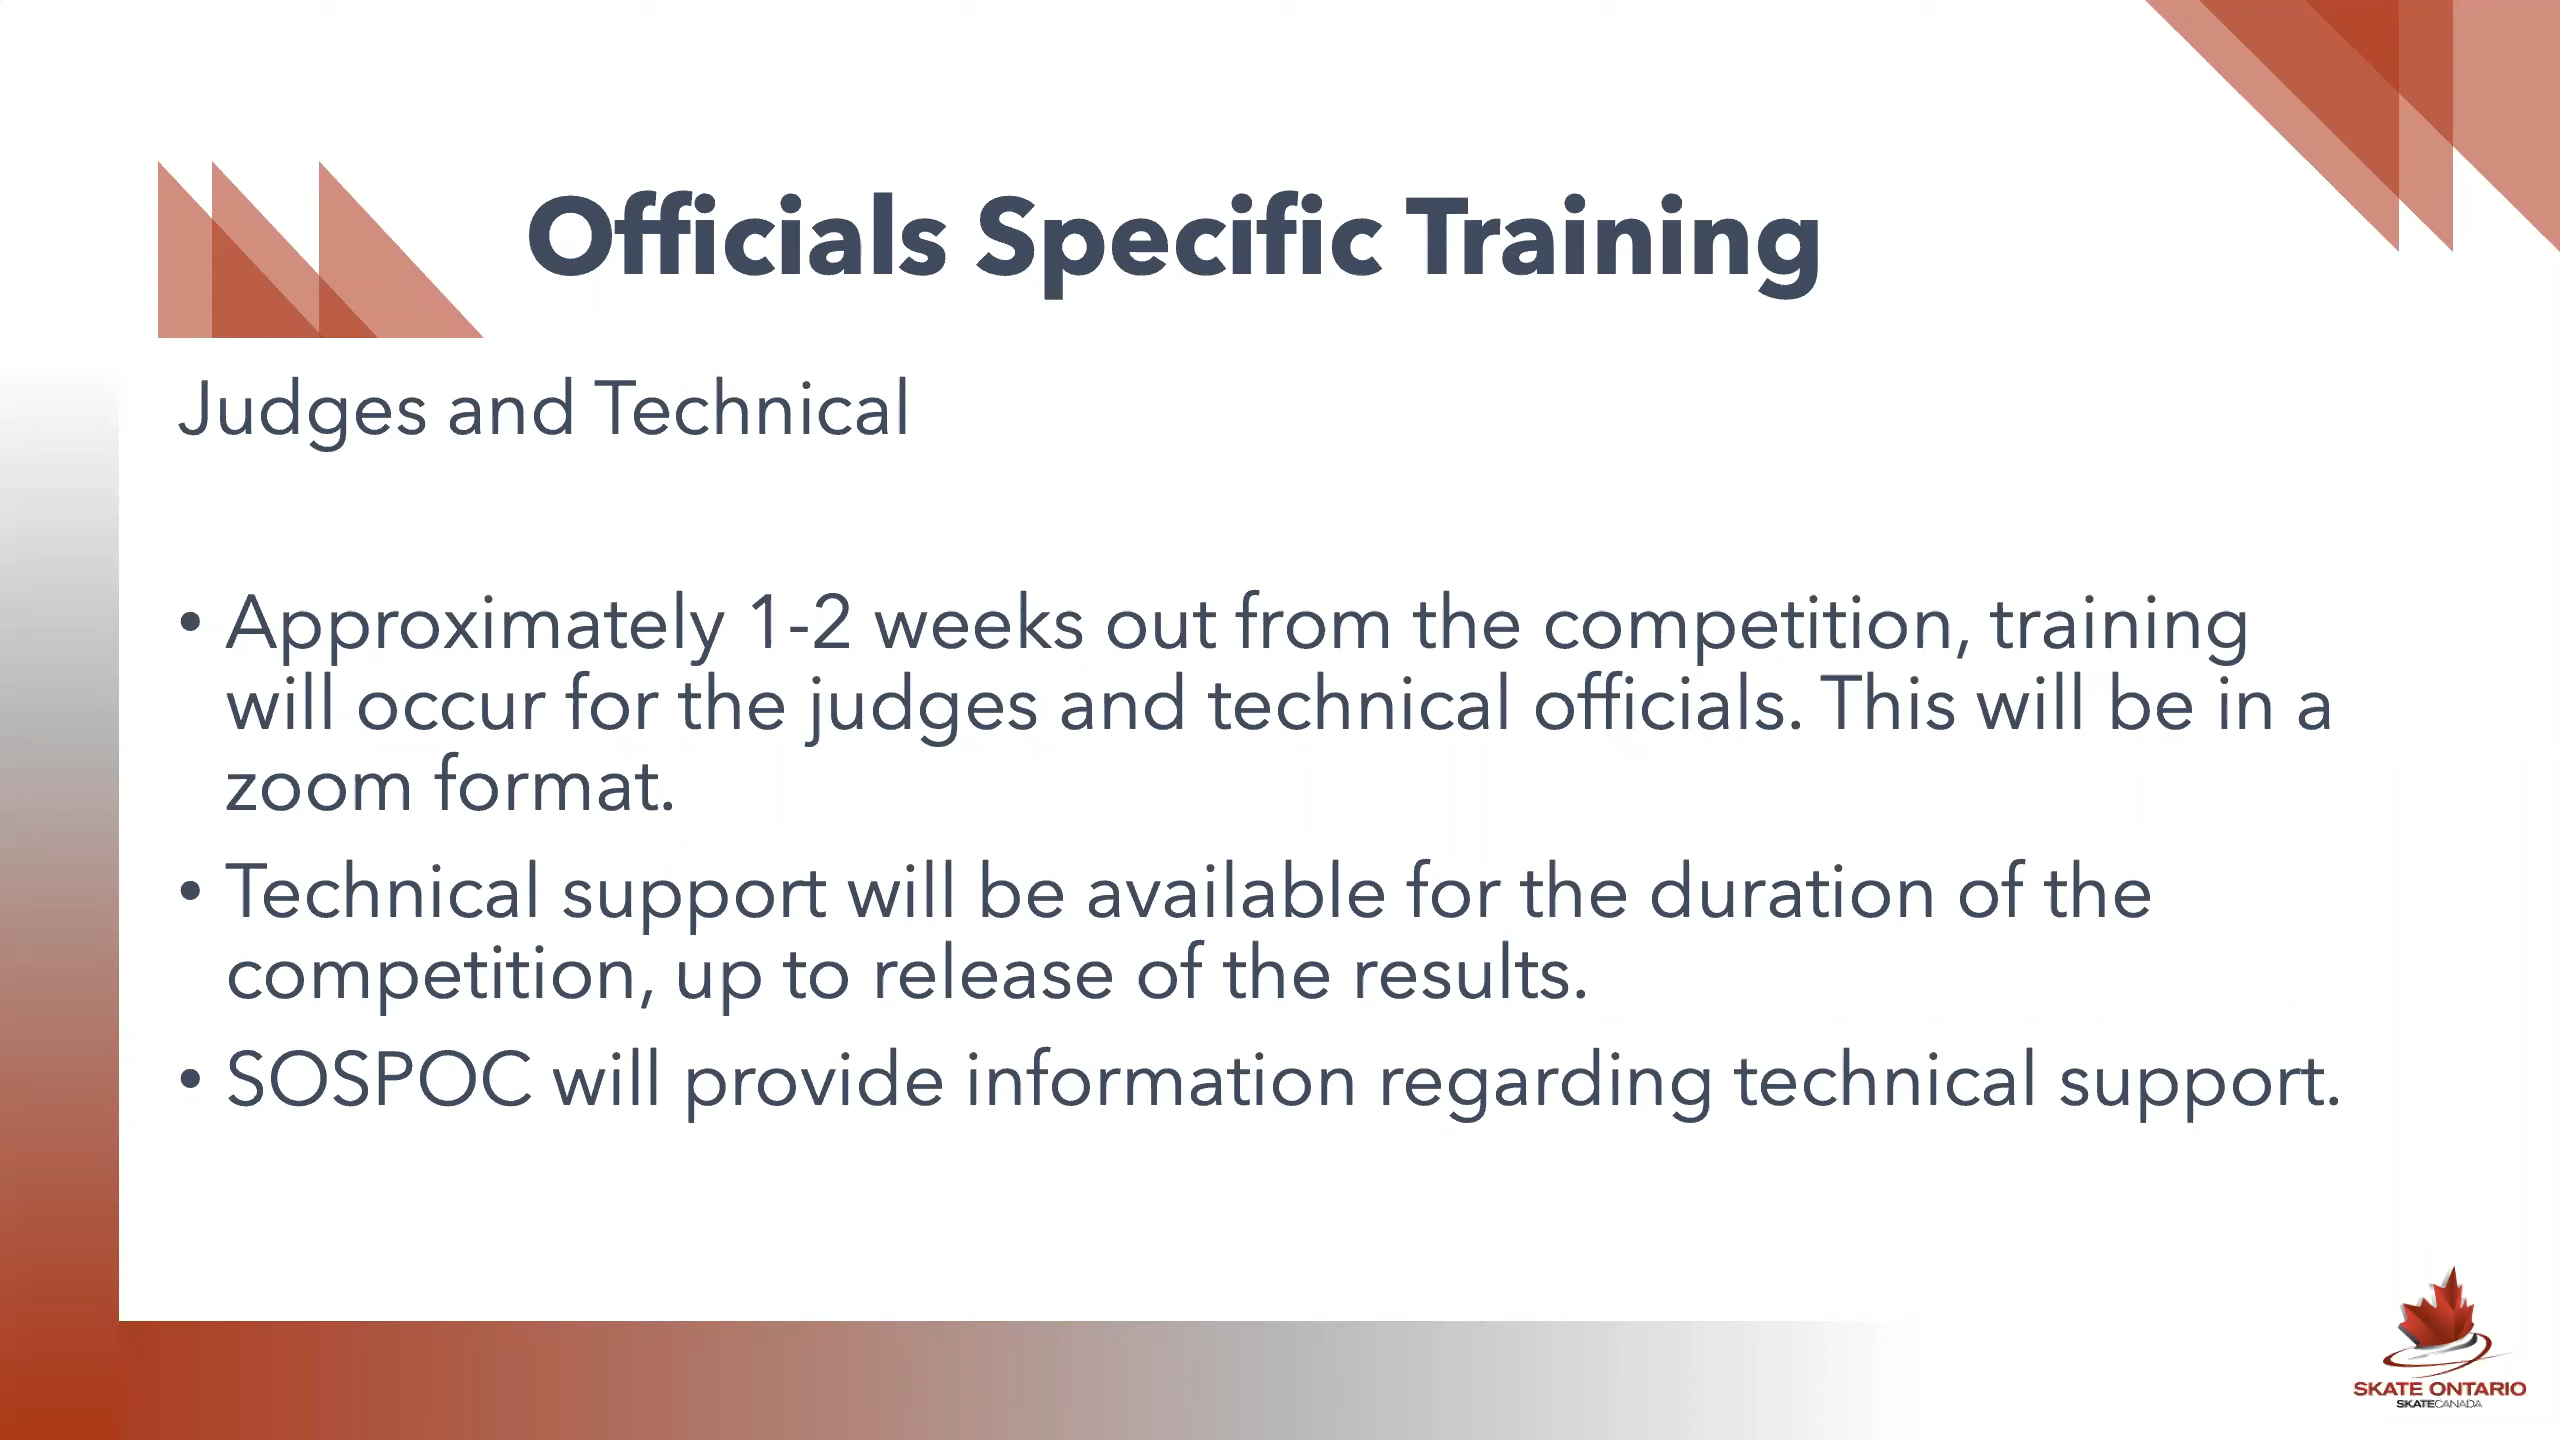 Officials Specific Training
Judges and Technical
• Approximately 1-2 weeks out from the competition, training
will occur for the judges and technical officials. This will be in a
zoom format.
• Technical support will be available for the duration of the
competition, up to release of the results.
• SOSPOC will provide information regarding technical support.
SKATE ONTARIO
SKATECANADA